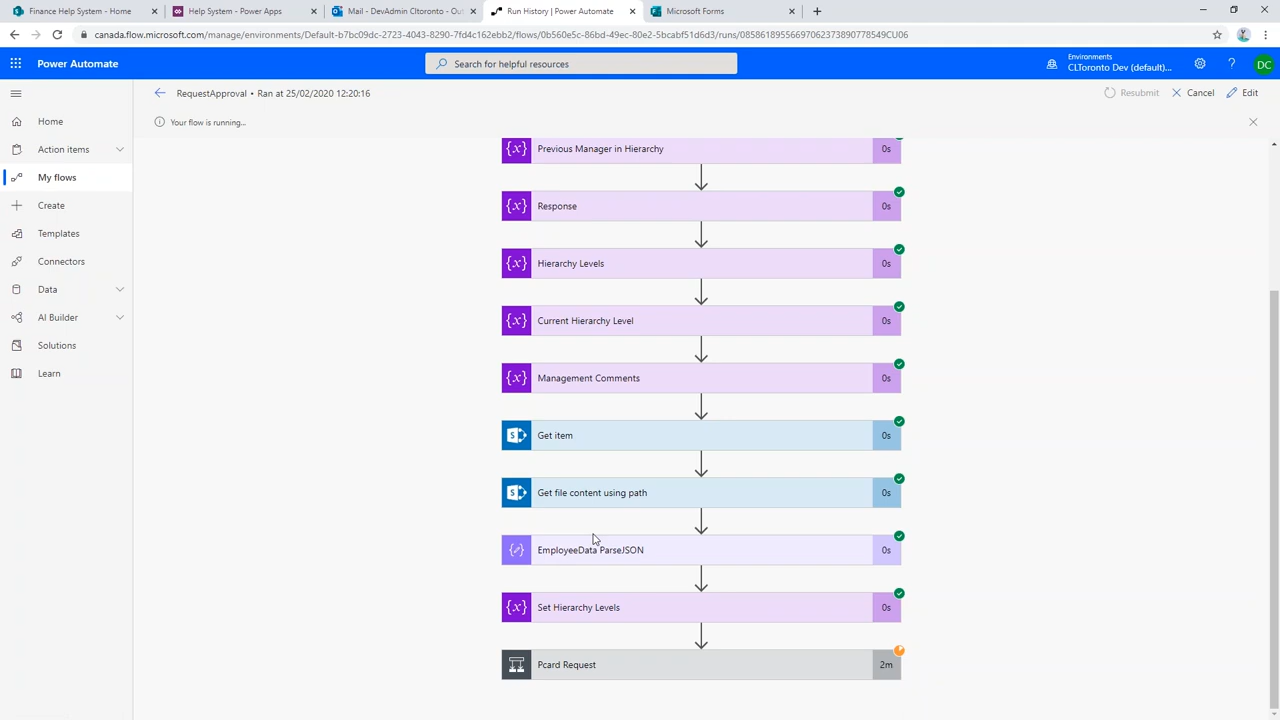 Finance Help System - Home
Help System - Power Apps
Mail - DevAdmin Cltoronto - Out
Run History | Power Automate
Microsoft Forms
canada.flow.microsoft.com/manage/environments/Default-b7bc09dc-2723-4043-8290-7fd4c162ebb2/flows/0b560e5c-86bd-49ec-80e2-5bcabf51d6d3/runs/08586189556697062373890778549CU06
Power Automate
Search for helpful resources
Environments
CLToronto Dev (default)...
DC
RequestApproval • Ran at 25/02/2020 12:20:16
Resubmit
Cancel
Edit
Your flow is running...
Home
Action items
My flows
Create
Templates
Connectors
Data
AI Builder
Solutions
Learn
Previous Manager in Hierarchy 0s
Response 0s
Hierarchy Levels 0s
Current Hierarchy Level 0s
Management Comments 0s
Get item 0s
Get file content using path 0s
EmployeeData ParseJSON 0s
Set Hierarchy Levels 0s
Pcard Request 2m